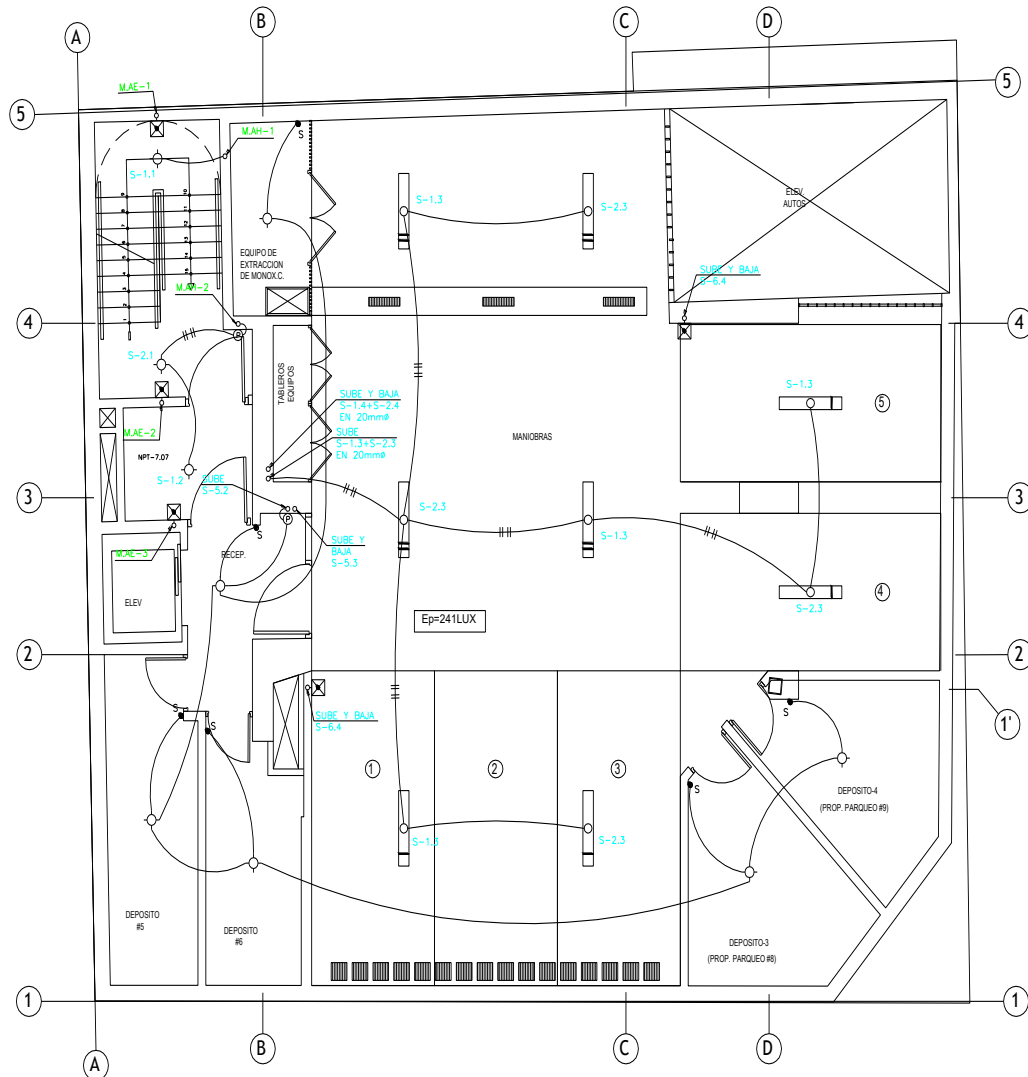 A
B
C
D
5
5
M.AE-1
M.AH-1
S
S-1.1
S-1.3
S-2.3
ELEV.
AUTOS
EQUIPO DE
EXTRACCION
DE MONOX.C.
SUBE Y BAJA
S-6.4
M.AH-2
4
4
P
S-2.1
TABLEROS
EQUIPOS
S-1.3
5
SUBE Y BAJA
S-1.4+S-2.4
EN 20mmø
SUBE
S-1.3+S-2.3
EN 20mmø
MANIOBRAS
M.AE-2
NPT-7.07
S-1.2
SUBE
S-5.2
3
3
S-2.3
S-1.3
P
S
SUBE Y
BAJA
S-5.3
M.AE-3
RECEP.
ELEV
4
S-2.3
Ep=241LUX
2
2
S
S
SUBE Y BAJA
S-6.4
S
1'
1
2
3
S
DEPOSITO-4
(PROP. PARQUEO #9)
S-1.3
S-2.3
DEPOSITO
#5
DEPOSITO
#6
DEPOSITO-3
(PROP. PARQUEO #8)
1
1
A
B
C
D